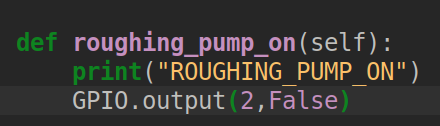 def roughing_pump_on(self):
    print("ROUGHING_PUMP_ON")
    GPIO.output(2,False)